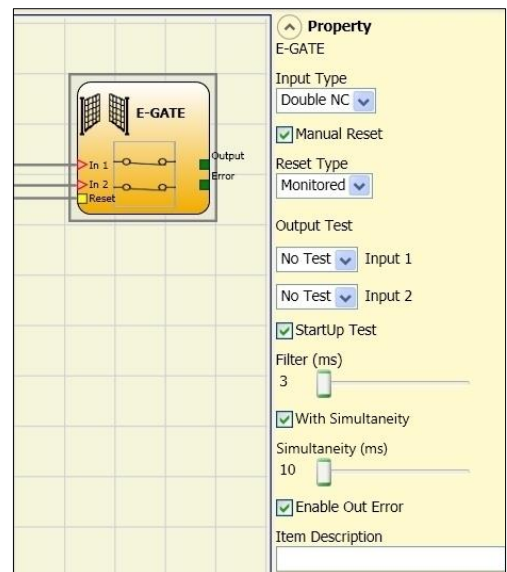 E-GATE
In 1
In 2
Reset
Output
Error
Property
E-GATE
Input Type
Double NC
Manual Reset
Reset Type
Monitored
Output Test
No Test Input 1
No Test Input 2
StartUp Test
Filter (ms)
3
With Simultaneity
Simultaneity (ms)
10
Enable Out Error
Item Description